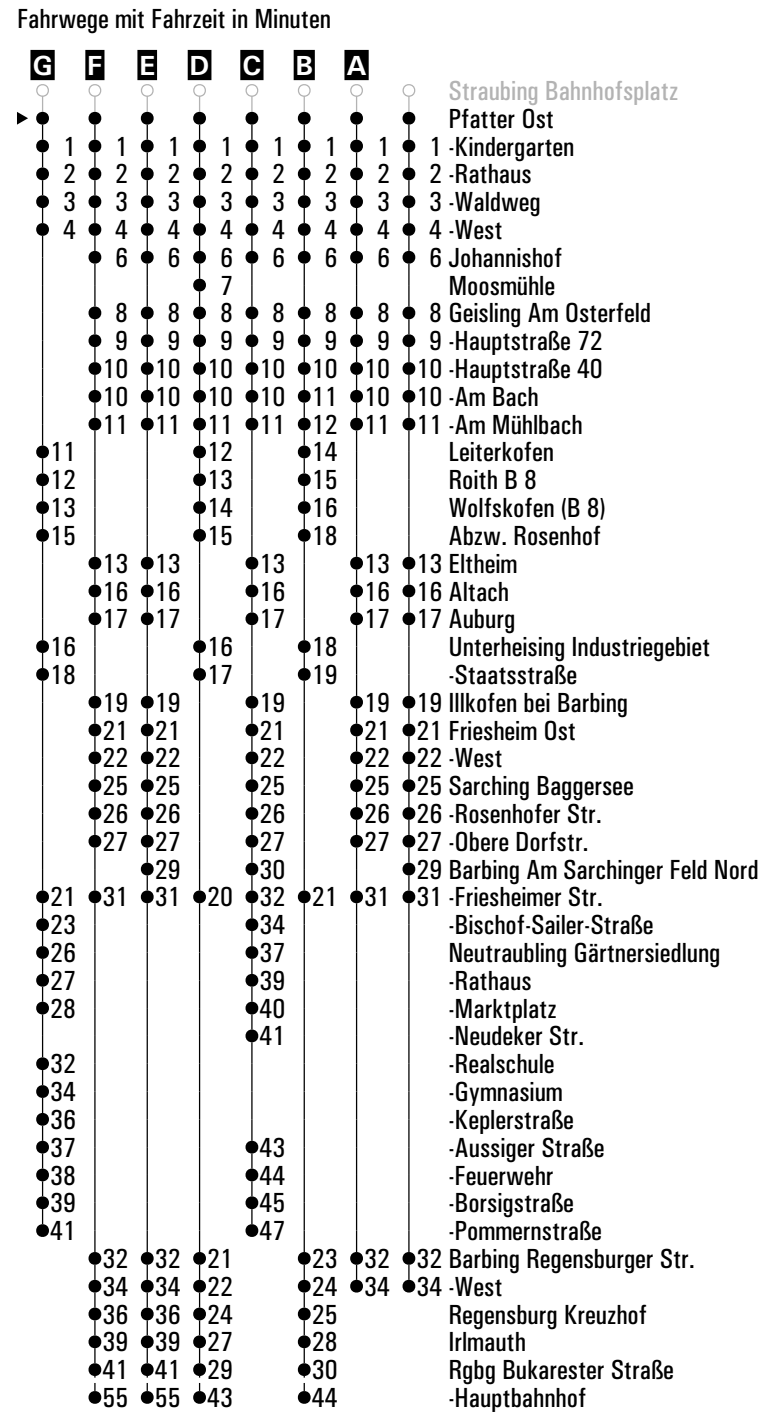 Fahrwege mit Fahrzeit in Minuten
G F E D C B A
Straubing Bahnhofsplatz
Pfatter Ost
1 1 1 1 1 1 1 1 -Kindergarten
2 2 2 2 2 2 2 2 -Rathaus
3 3 3 3 3 3 3 3 -Waldweg
4 4 4 4 4 4 4 4 -West
6 6 6 6 6 6 6 Johannishof
7 Moosmühle
8 8 8 8 8 8 8 Geisling Am Osterfeld
9 9 9 9 9 9 9 -Hauptstraße 72
10 10 10 10 10 10 10 -Hauptstraße 40
10 10 10 10 11 10 10 -Am Bach
11 11 11 11 12 11 11 -Am Mühlbach
11 12 14 Leiterkofen
12 13 15 Roith B 8
13 14 16 Wolfskofen (B 8)
15 15 18 Abzw. Rosenhof
13 13 13 13 13 Eltheim
16 16 16 16 16 Altach
17 17 17 17 17 Auburg
16 16 18 Unterheising Industriegebiet
18 17 19 -Staatsstraße
19 19 19 19 19 Illkofen bei Barbing
21 21 21 21 21 Friesheim Ost
22 22 22 22 22 -West
25 25 25 25 25 Sarching Baggersee
26 26 26 26 26 -Rosenhofer Str.
27 27 27 27 27 -Obere Dorfstr.
29 30 29 Barbing Am Sarchinger Feld Nord
21 31 31 20 32 21 31 31 -Friesheimer Str.
23 34 -Bischof-Sailer-Straße
26 37 Neutraubling Gärtnersiedlung
27 39 -Rathaus
28 40 -Marktplatz
41 -Neudeker Str.
32 -Realschule
34 -Gymnasium
36 -Keplerstraße
37 43 -Aussiger Straße
38 44 -Feuerwehr
39 45 -Borsigstraße
41 47 -Pommernstraße
32 32 21 23 32 32 Barbing Regensburger Str.
34 34 22 24 34 34 -West
36 36 24 25 Regensburg Kreuzhof
39 39 27 28 Irlmauth
41 41 29 30 Rgbg Bukarester Straße
55 55 43 44 -Hauptbahnhof